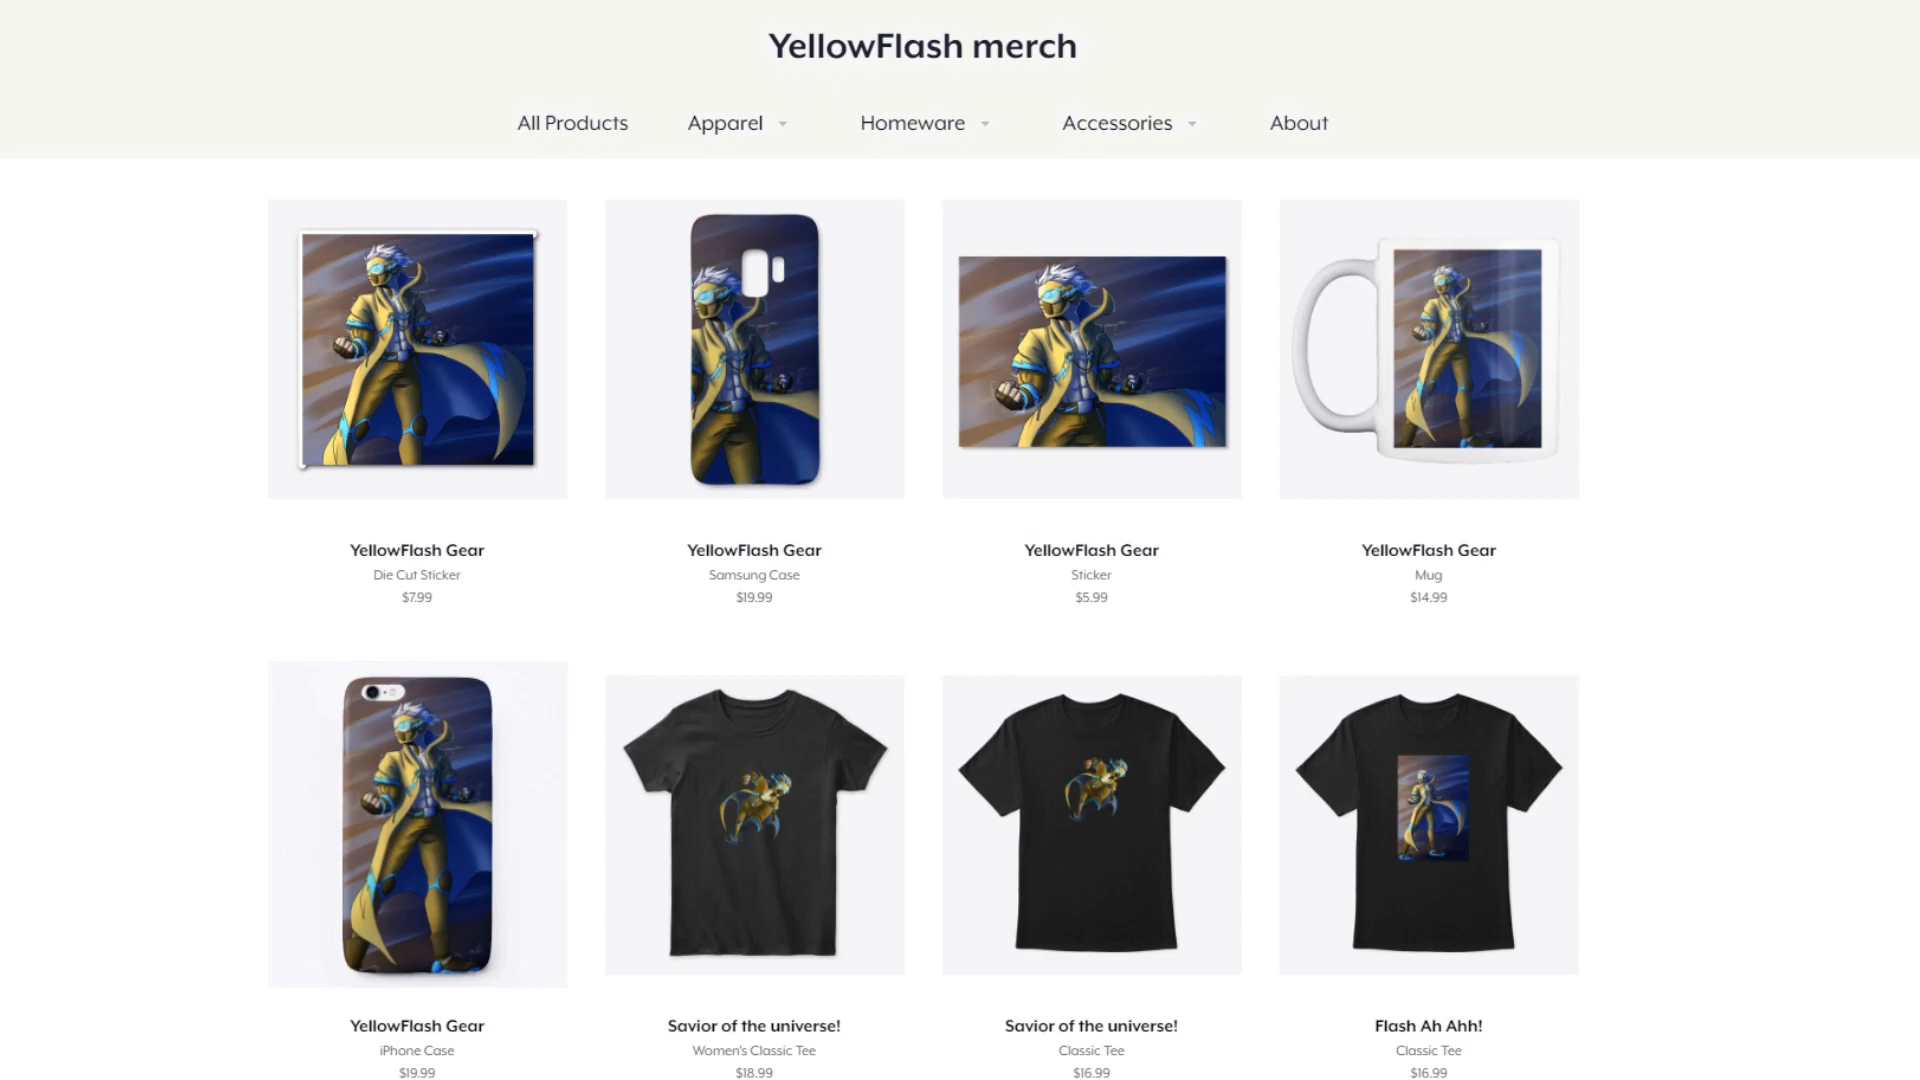 YellowFlash merch
All Products Apparel Homeware Accessories About
YellowFlash Gear
Die Cut Sticker
$7.99
YellowFlash Gear
Samsung Case
$19.99
YellowFlash Gear
Sticker
$5.99
YellowFlash Gear
Mug
$14.99
YellowFlash Gear
iPhone Case
$19.99
Savior of the universe!
Women's Classic Tee
$18.99
Savior of the universe!
Classic Tee
$16.99
Flash Ah Ahh!
Classic Tee
$16.99